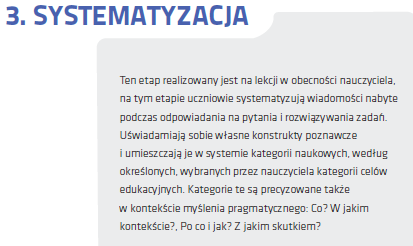 3. SYSTEMATYZACJA
Ten etap realizowany jest na lekcji w obecności nauczyciela,
na tym etapie uczniowie systematyzują wiadomości nabyte
podczas odpowiadania na pytania i rozwiązywania zadań.
Uświadamiają sobie własne konstrukty poznawcze
i umieszczają je w systemie kategorii naukowych, według
określonych, wybranych przez nauczyciela kategorii celów
edukacyjnych. Kategorie te są precyzowane także
w kontekście myślenia pragmatycznego: Co? W jakim
kontekście?, Po co i jak? Z jakim skutkiem?